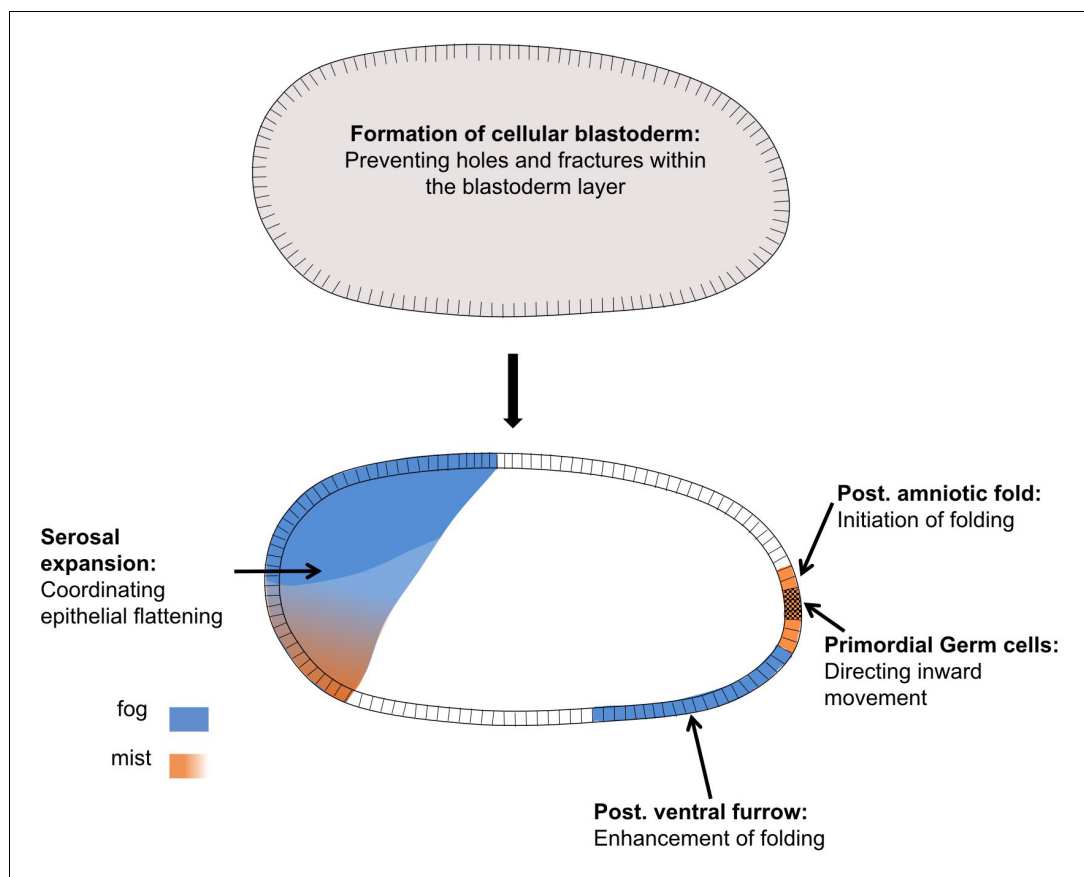 Formation of cellular blastoderm:
Preventing holes and fractures within
the blastoderm layer
Post. amniotic fold:
Initiation of folding
Serosal
expansion:
Coordinating
epithelial flattening
Primordial Germ cells:
Directing inward
movement
fog
mist
Post. ventral furrow:
Enhancement of folding